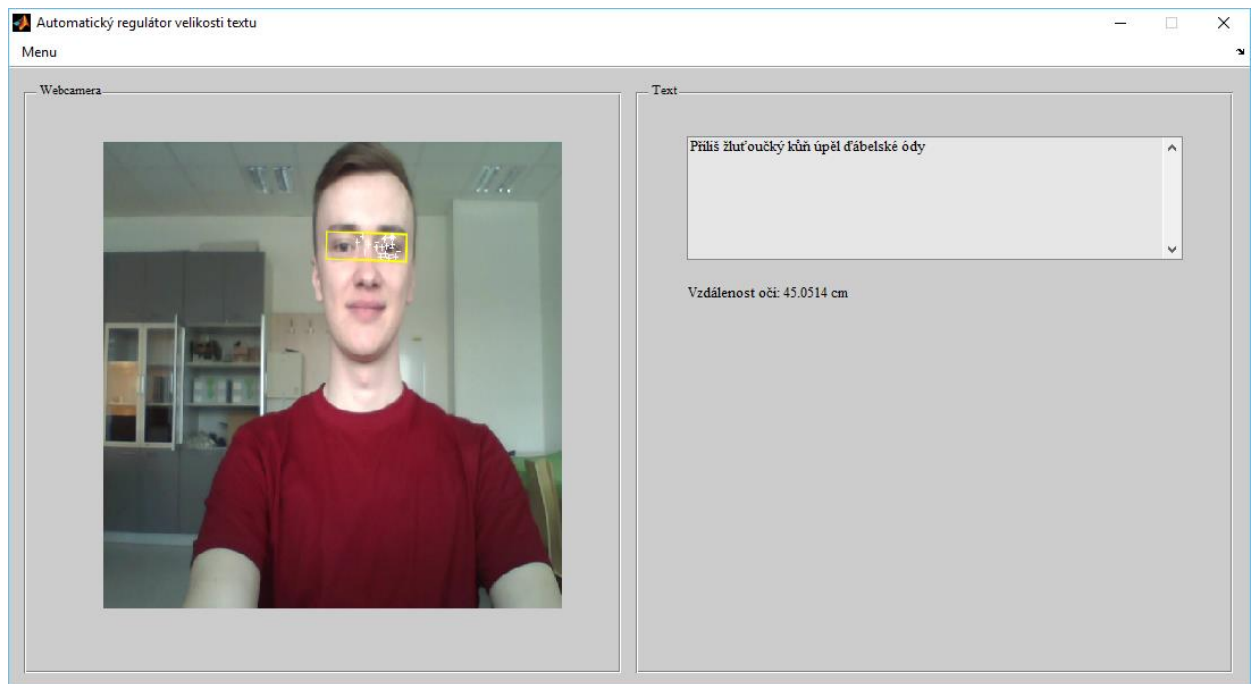 Automatický regulátor velikosti textu
Menu
Webcamera
Text
Příliš žluťoučký kůň úpěl ďábelské ódy
Vzdálenost očí: 45.0514 cm